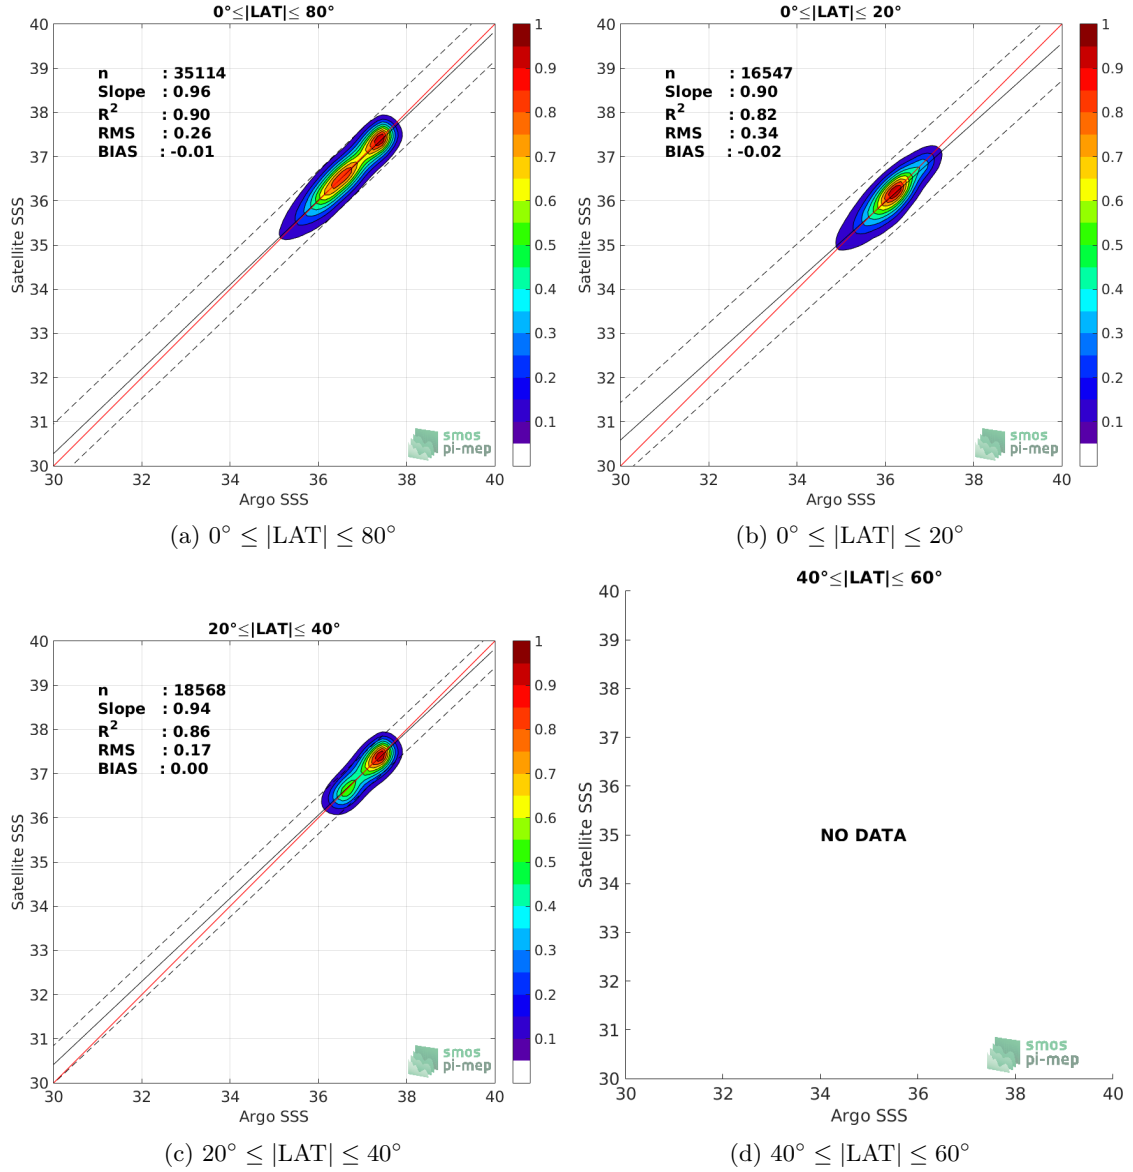 0°≤|LAT|≤ 80°
n : 35114
Slope : 0.96
R² : 0.90
RMS : 0.26
BIAS : -0.01
40
39
38
37
36
35
34
33
32
31
30
Satellite SSS
30 32 34 36 38 40
Argo SSS
1
0.9
0.8
0.7
0.6
0.5
0.4
0.3
0.2
0.1
smos
pi-mep
(a) 0° ≤ |LAT| ≤ 80°
0°≤|LAT|≤ 20°
n : 16547
Slope : 0.90
R² : 0.82
RMS : 0.34
BIAS : -0.02
40
39
38
37
36
35
34
33
32
31
30
Satellite SSS
30 32 34 36 38 40
Argo SSS
1
0.9
0.8
0.7
0.6
0.5
0.4
0.3
0.2
0.1
smos
pi-mep
(b) 0° ≤ |LAT| ≤ 20°
20°≤|LAT|≤ 40°
n : 18568
Slope : 0.94
R² : 0.86
RMS : 0.17
BIAS : 0.00
40
39
38
37
36
35
34
33
32
31
30
Satellite SSS
30 32 34 36 38 40
Argo SSS
1
0.9
0.8
0.7
0.6
0.5
0.4
0.3
0.2
0.1
smos
pi-mep
(c) 20° ≤ |LAT| ≤ 40°
40°≤|LAT|≤ 60°
40
39
38
37
36
35
34
33
32
31
30
Satellite SSS
NO DATA
30 32 34 36 38 40
Argo SSS
smos
pi-mep
(d) 40° ≤ |LAT| ≤ 60°